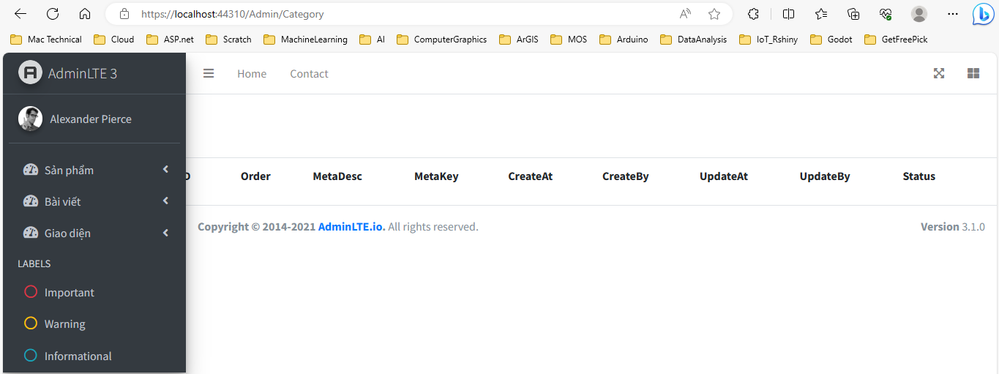 https://localhost:44310/Admin/Category
Mac Technical Cloud ASP.net Scratch MachineLearning AI ComputerGraphics ArGIS MOS Arduino DataAnalysis IoT_Rshiny Godot GetFreePick
AdminLTE 3 Home Contact
Alexander Pierce
Sản phẩm
Order MetaDesc MetaKey CreateAt CreateBy UpdateAt UpdateBy Status
Bài viết
Giao diện
Copyright © 2014-2021 AdminLTE.io. All rights reserved. Version 3.1.0
LABELS
Important
Warning
Informational